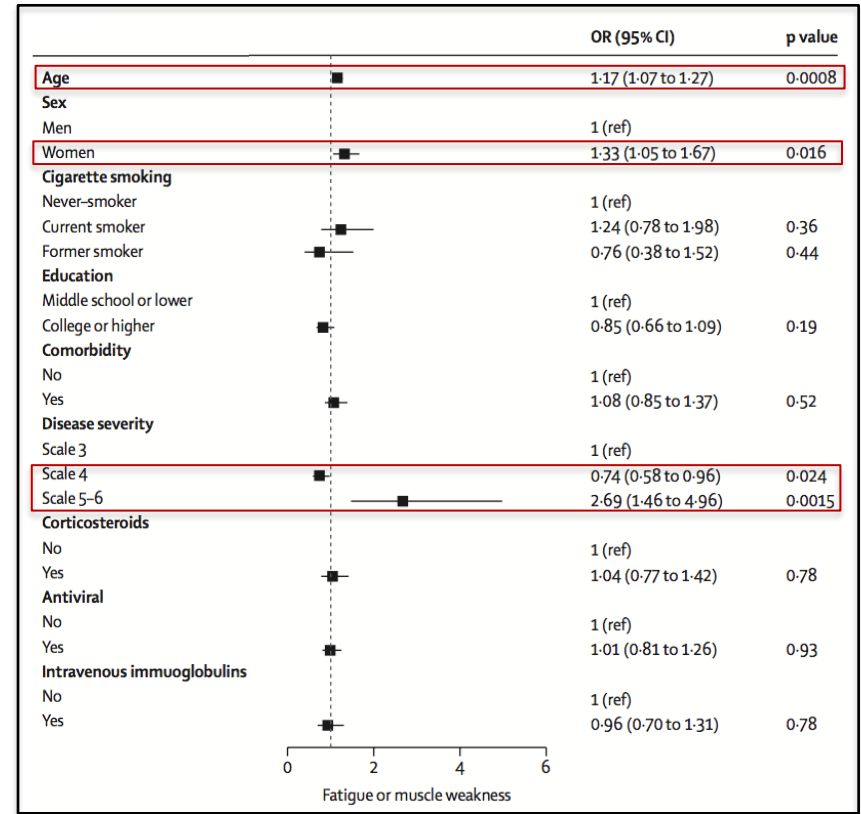 OR (95% CI) p value
Age 1·17 (1·07 to 1·27) 0·0008
Sex
Men 1 (ref)
Women 1·33 (1·05 to 1·67) 0·016
Cigarette smoking
Never–smoker 1 (ref)
Current smoker 1·24 (0·78 to 1·98) 0·36
Former smoker 0·76 (0·38 to 1·52) 0·44
Education
Middle school or lower 1 (ref)
College or higher 0·85 (0·66 to 1·09) 0·19
Comorbidity
No 1 (ref)
Yes 1·08 (0·85 to 1·37) 0·52
Disease severity
Scale 3 1 (ref)
Scale 4 0·74 (0·58 to 0·96) 0·024
Scale 5–6 2·69 (1·46 to 4·96) 0·0015
Corticosteroids
No 1 (ref)
Yes 1·04 (0·77 to 1·42) 0·78
Antiviral
No 1 (ref)
Yes 1·01 (0·81 to 1·26) 0·93
Intravenous immuoglobulins
No 1 (ref)
Yes 0·96 (0·70 to 1·31) 0·78
0 2 4 6
Fatigue or muscle weakness